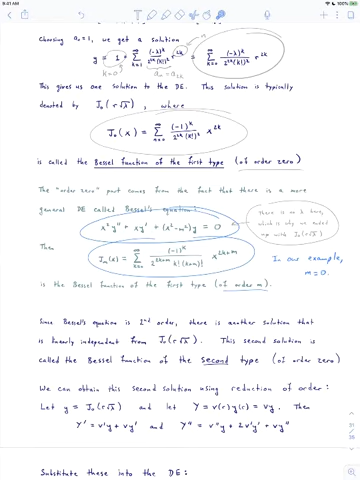 9:41 AM
100%
Choosing a₀=1, we get a solution
y = 1 + Σ_{k=1}^∞ (-λ)^k / 2^{2k}(k!)² r^{2k} = Σ_{k=0}^∞ (-λ)^k / 2^{2k}(k!)² r^{2k}
k=0
a_n = a_{2k}
This gives us one solution to the DE. This solution is typically
denoted by J₀(r√λ), where
J₀(x) = Σ_{k=0}^∞ (-1)^k / 2^{2k}(k!)² x^{2k}
is called the Bessel function of the first type (of order zero)
The "order zero" part comes from the fact that there is a more
general DE called Bessel's equation:
x²y" + xy' + (x²-m²)y = 0
There is no λ here,
which is why we ended
up with J₀(r√λ)
Then
J_m(x) = Σ_{k=0}^∞ (-1)^k / 2^{2k+m} k!(k+m)! x^{2k+m}
In our example,
m=0.
is the Bessel function of the first type (of order m).
Since Bessel's equation is 2nd order, there is another solution that
is linearly independent from J₀(r√λ). This second solution is
called the Bessel function of the second type (of order zero)
We can obtain this second solution using reduction of order:
Let y = J₀(r√λ) and let Y = v(r)y(r) = vy. Then
Y' = v'y + vy' and Y" = v"y + 2v'y' + vy"
Substitute these into the DE: